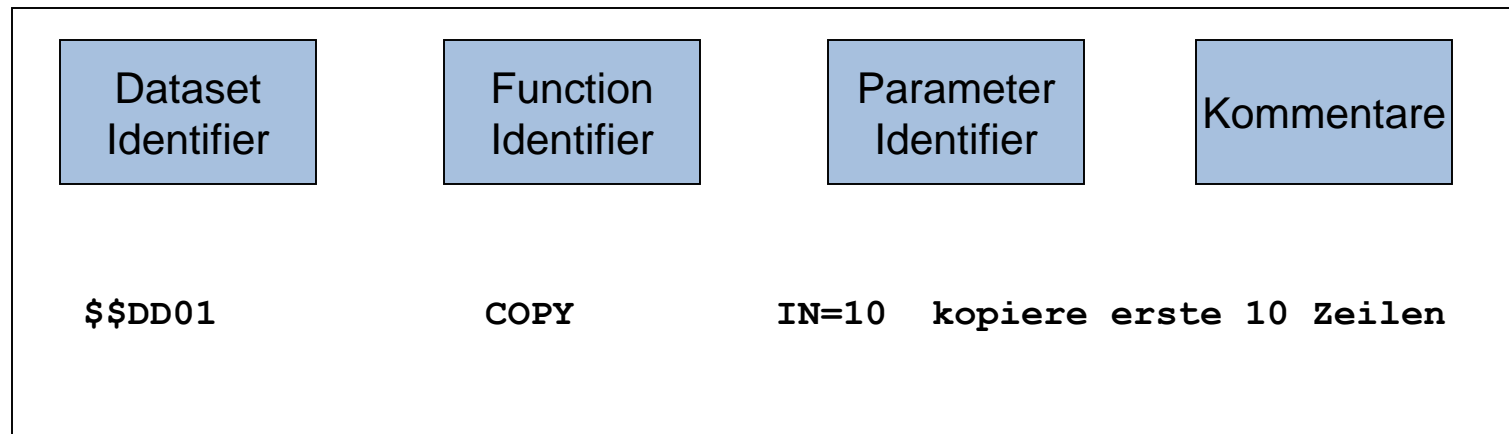 Dataset
Identifier
Function
Identifier
Parameter
Identifier
Kommentare
$$DD01 COPY IN=10 kopiere erste 10 Zeilen